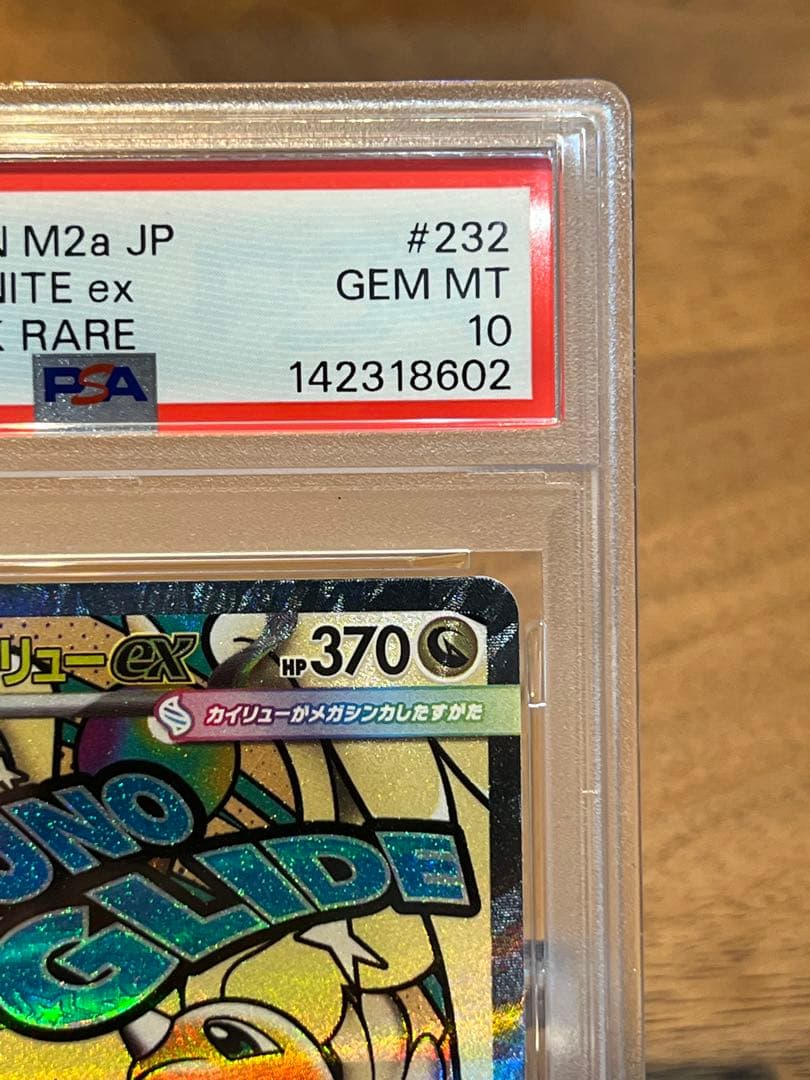 N M2a JP #232
NITE ex GEM MT
K RARE 10
PSA 142318602
リューex HP370
カイリューがメガシンカしたすがた
UNO
GLIDE